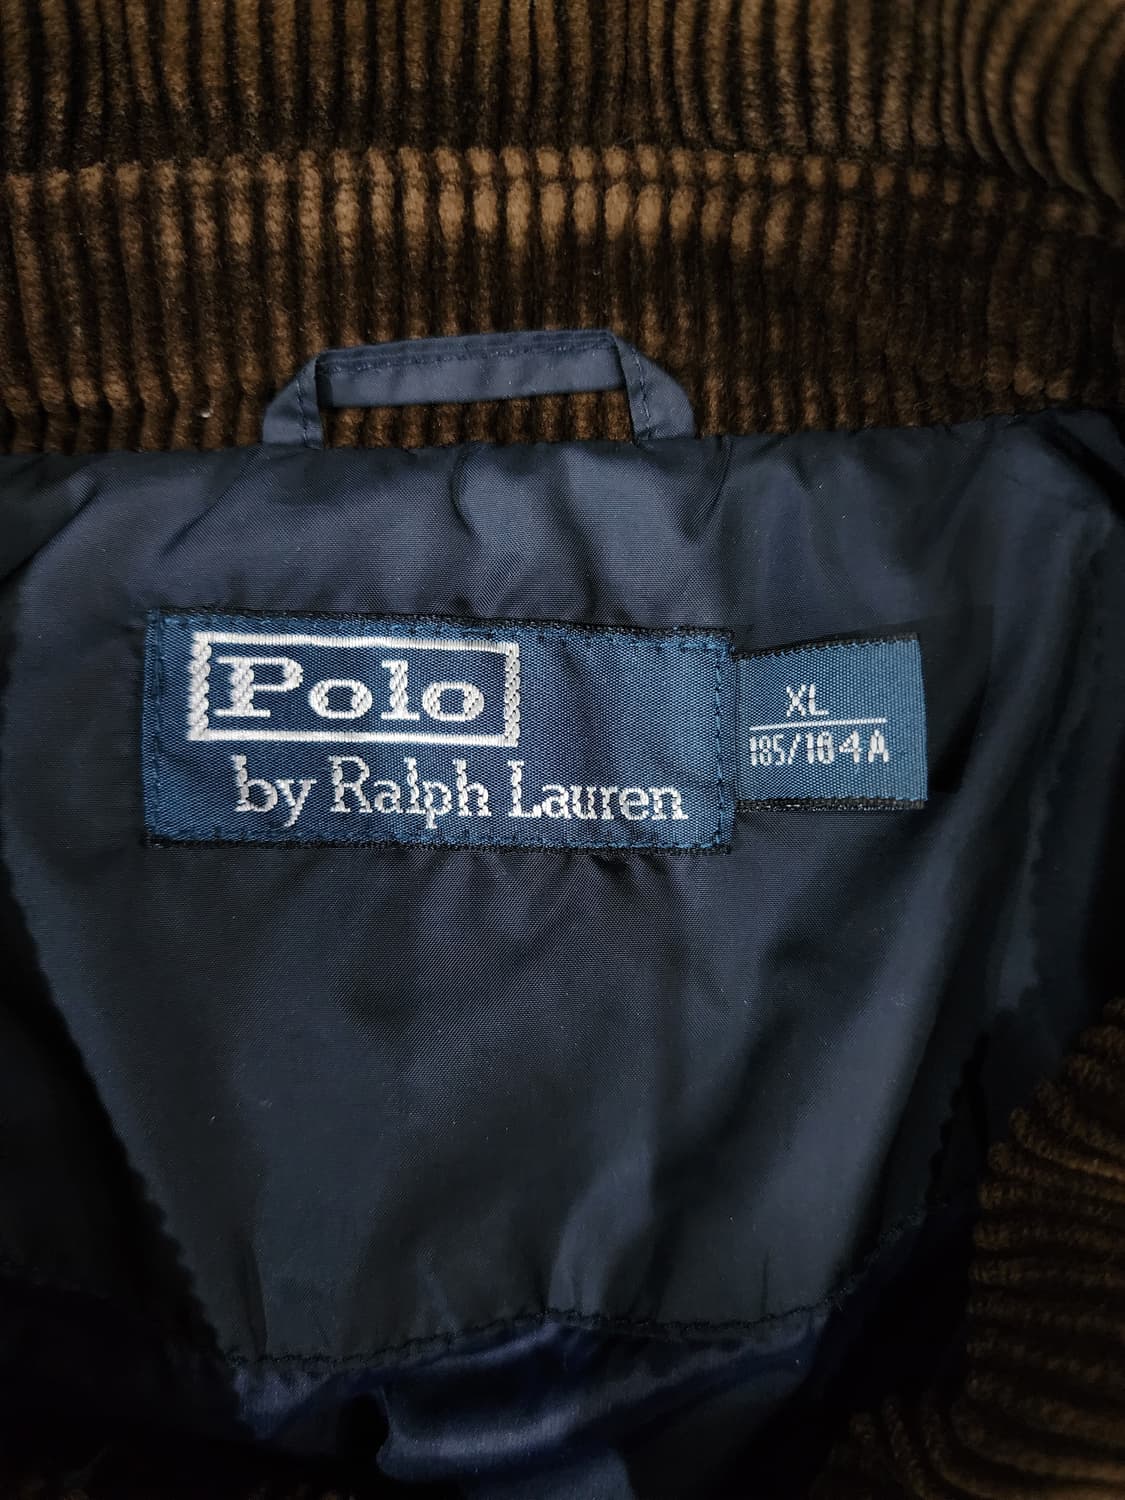 Polo
by Ralph Lauren
XL
185/104A